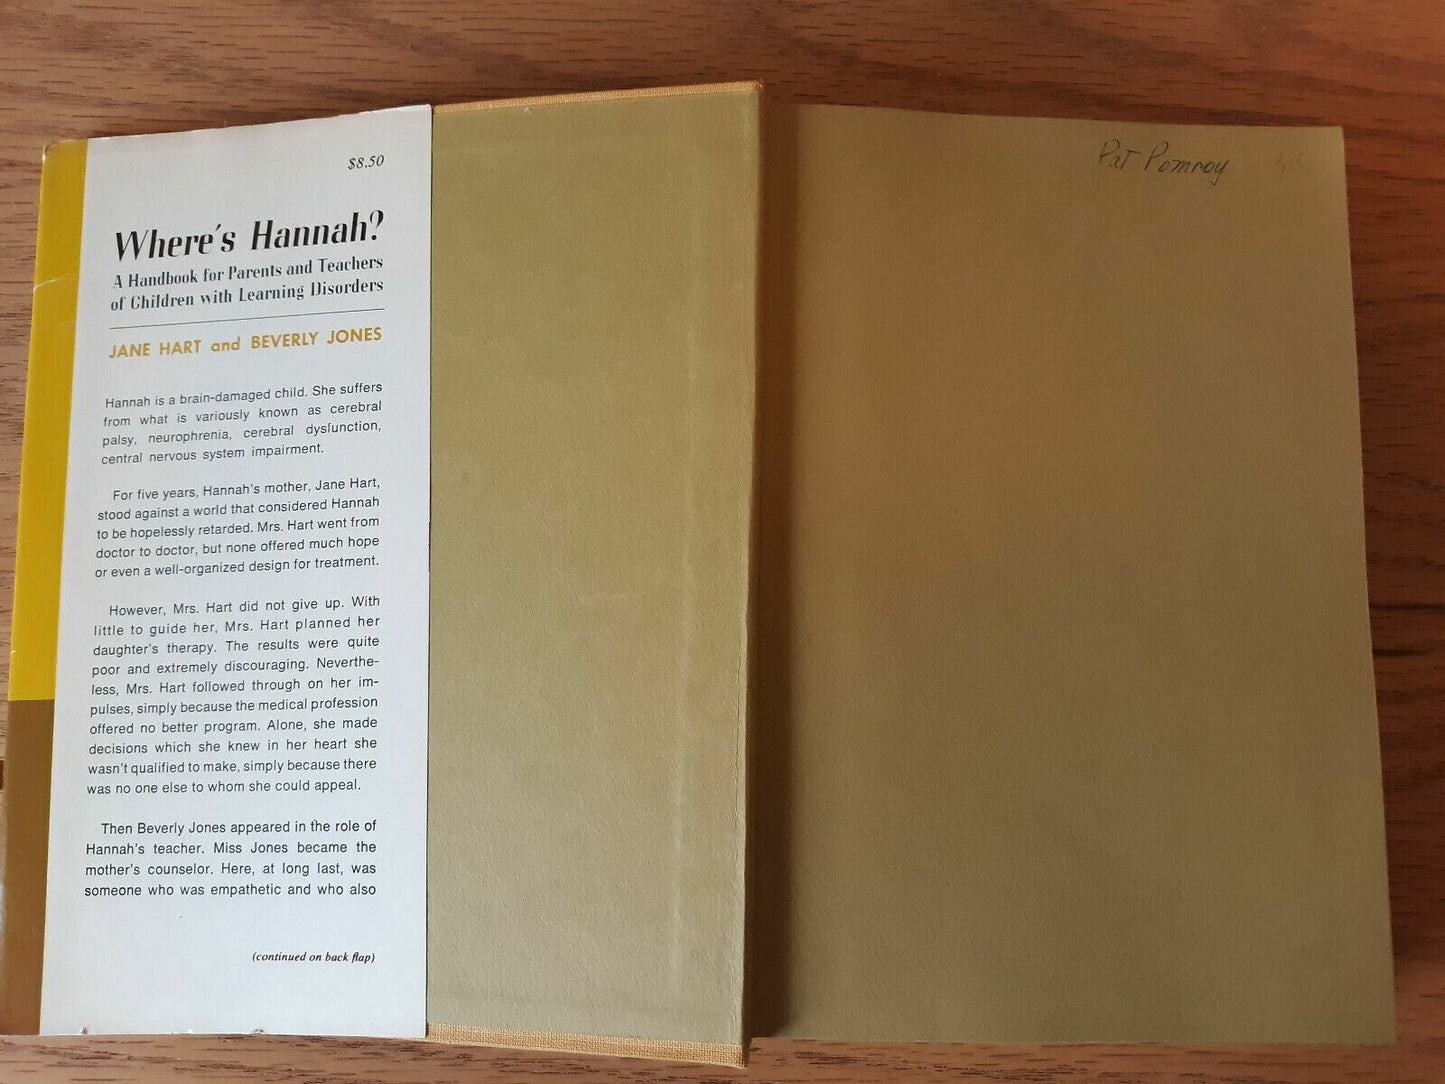 $8.50
Where's Hannah?
A Handbook for Parents and Teachers
of Children with Learning Disorders
JANE HART and BEVERLY JONES
Hannah is a brain-damaged child. She suffers
from what is variously known as cerebral
palsy, neurophrenia, cerebral dysfunction,
central nervous system impairment.
For five years, Hannah's mother, Jane Hart,
stood against a world that considered Hannah
to be hopelessly retarded. Mrs. Hart went from
doctor to doctor, but none offered much hope
or even a well-organized design for treatment.
However, Mrs. Hart did not give up. With
little to guide her, Mrs. Hart planned her
daughter's therapy. The results were quite
poor and extremely discouraging. Neverthe-
less, Mrs. Hart followed through on her im-
pulses, simply because the medical profession
offered no better program. Alone, she made
decisions which she knew in her heart she
wasn't qualified to make, simply because there
was no one else to whom she could appeal.
Then Beverly Jones appeared in the role of
Hannah's teacher. Miss Jones became the
mother's counselor. Here, at long last, was
someone who was empathetic and who also
(continued on back flap)
Pat Pomroy